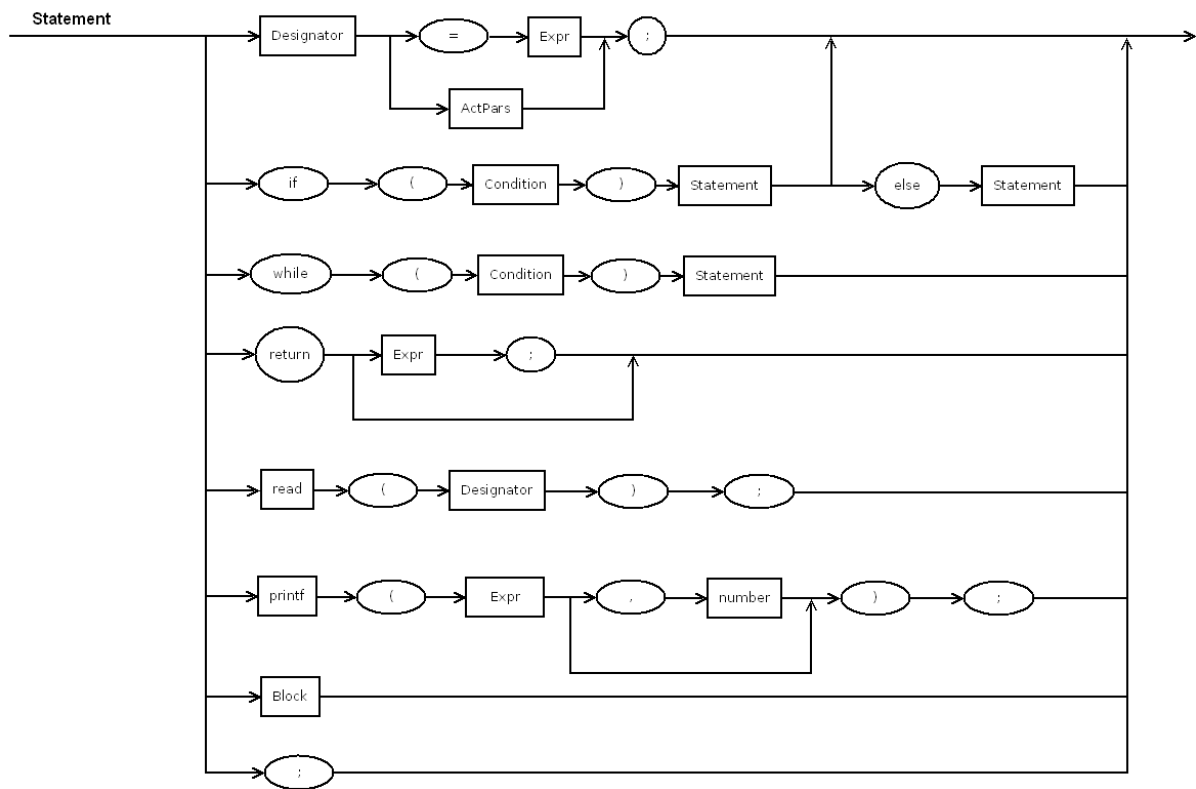 Statement
Designator = Expr ;
ActPars
if ( Condition ) Statement else Statement
while ( Condition ) Statement
return Expr ;
read ( Designator ) ;
printf ( Expr , number ) ;
Block
;